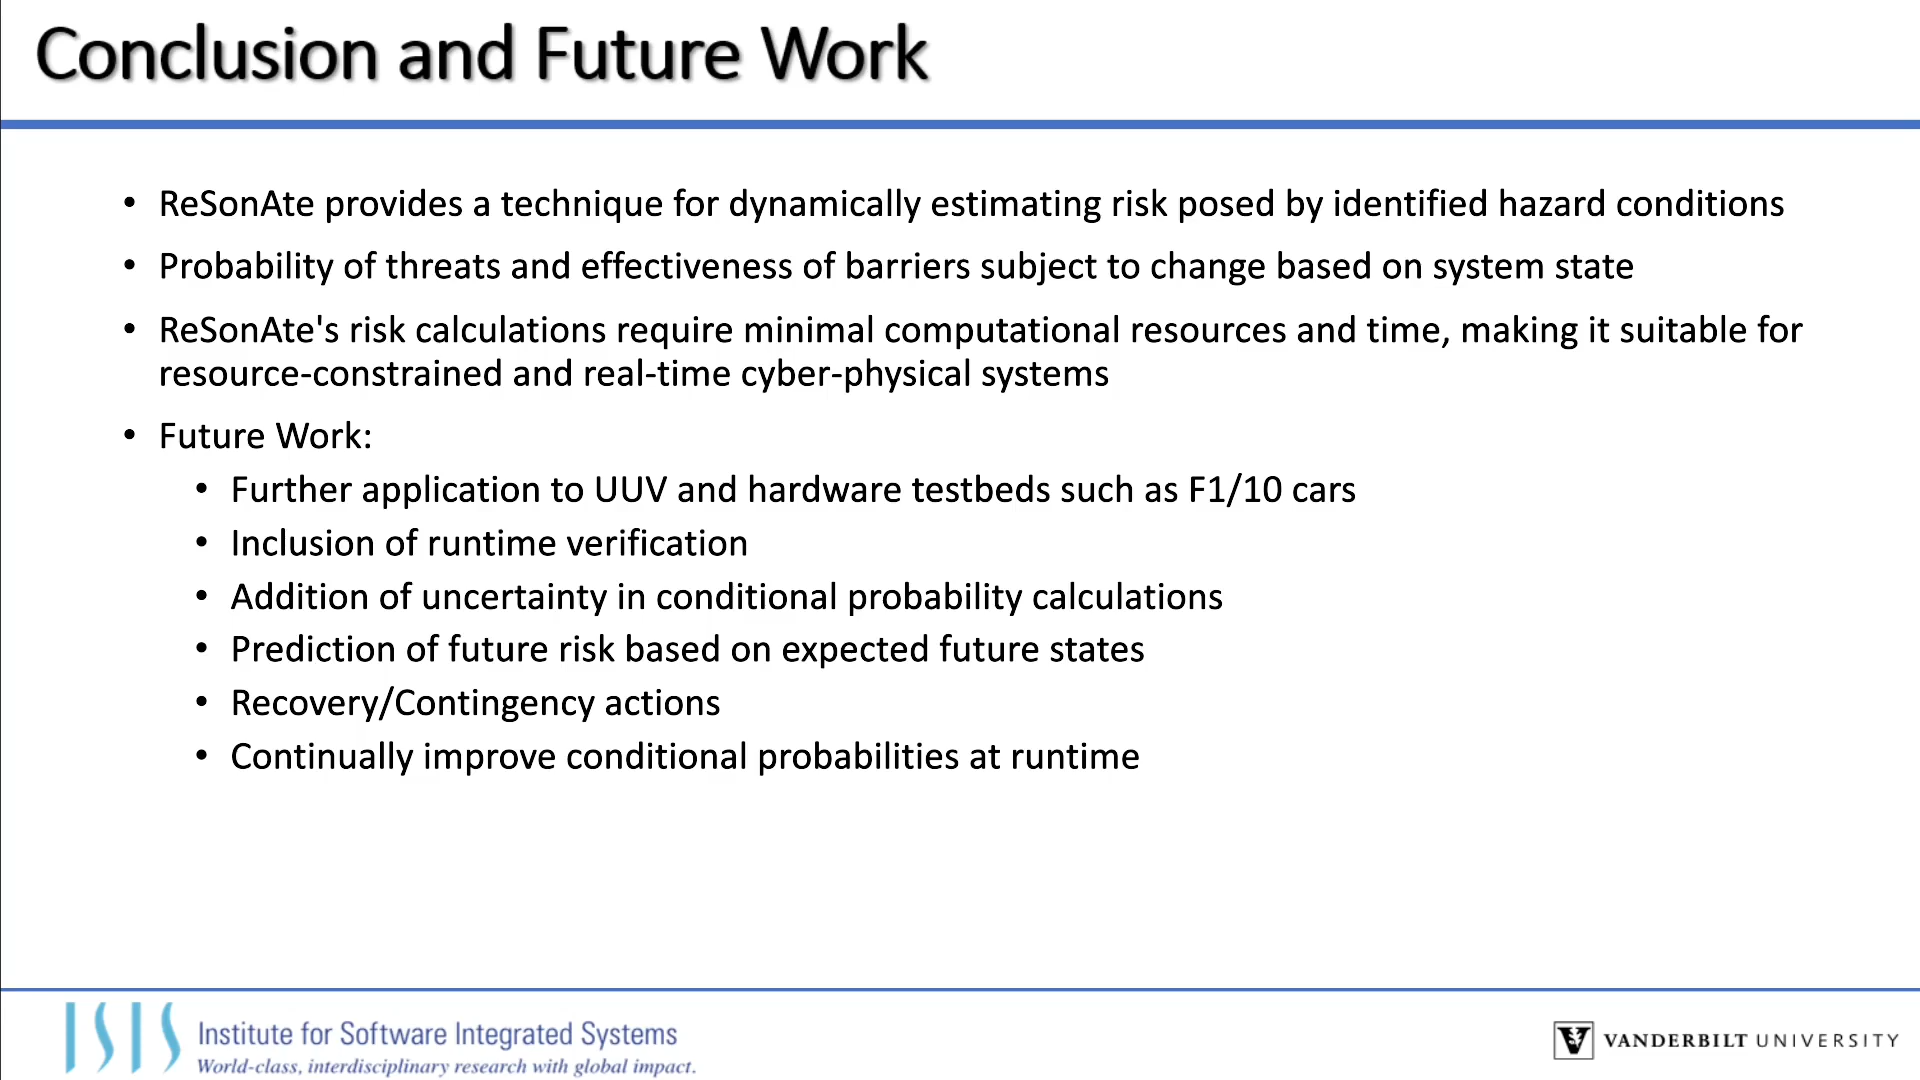 Conclusion and Future Work
• ReSonAte provides a technique for dynamically estimating risk posed by identified hazard conditions
• Probability of threats and effectiveness of barriers subject to change based on system state
• ReSonAte's risk calculations require minimal computational resources and time, making it suitable for
resource-constrained and real-time cyber-physical systems
• Future Work:
• Further application to UUV and hardware testbeds such as F1/10 cars
• Inclusion of runtime verification
• Addition of uncertainty in conditional probability calculations
• Prediction of future risk based on expected future states
• Recovery/Contingency actions
• Continually improve conditional probabilities at runtime
ISIS Institute for Software Integrated Systems
World-class, interdisciplinary research with global impact.
V VANDERBILT UNIVERSITY